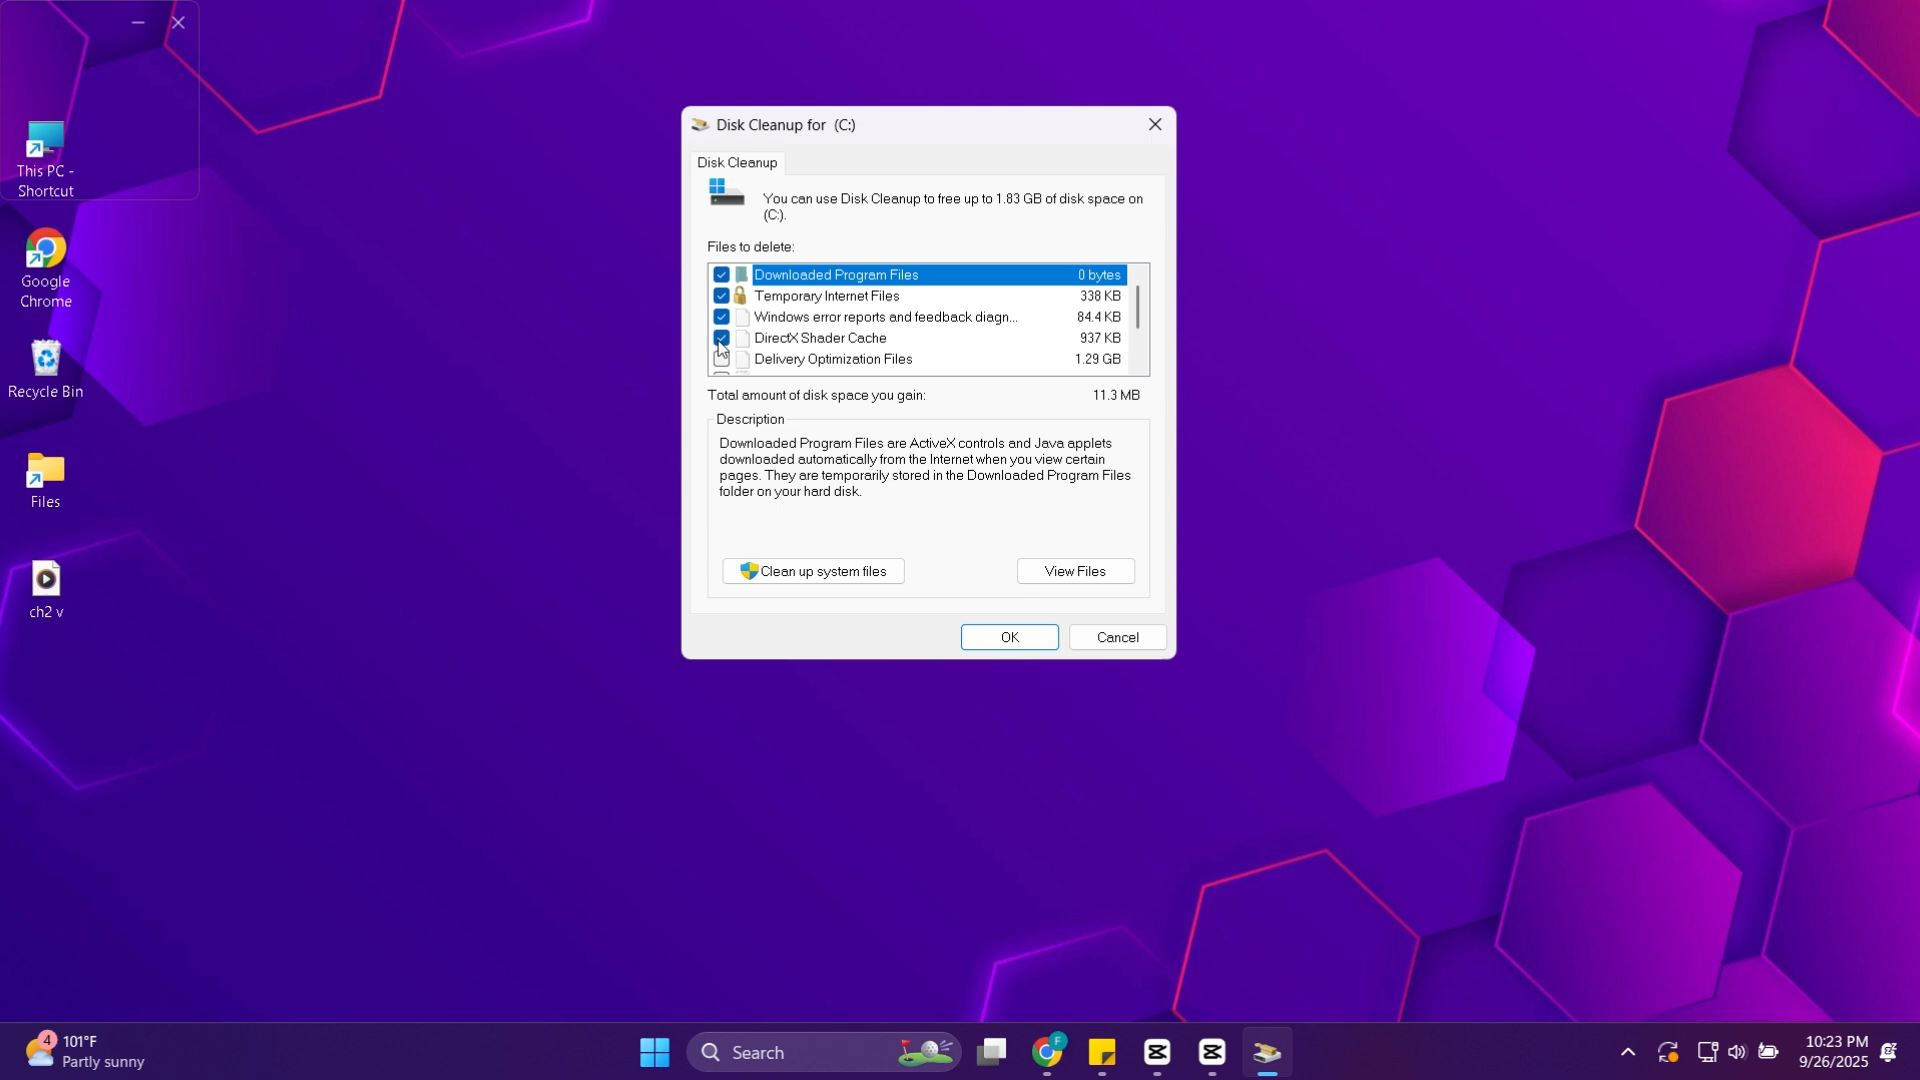 This PC -
Shortcut
Google
Chrome
Recycle Bin
Files
ch2 v
Disk Cleanup for (C:)
Disk Cleanup
You can use Disk Cleanup to free up to 1.83 GB of disk space on
(C:).
Files to delete:
Downloaded Program Files 0 bytes
Temporary Internet Files 338 KB
Windows error reports and feedback diagn... 84.4 KB
DirectX Shader Cache 937 KB
Delivery Optimization Files 1.29 GB
Total amount of disk space you gain: 11.3 MB
Description
Downloaded Program Files are ActiveX controls and Java applets
downloaded automatically from the Internet when you view certain
pages. They are temporarily stored in the Downloaded Program Files
folder on your hard disk.
Clean up system files View Files
OK Cancel
4
101°F
Partly sunny
Search
F
10:23 PM
9/26/2025